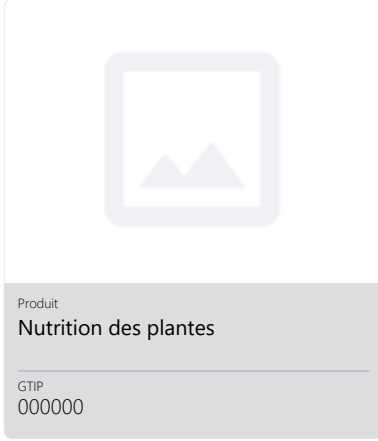 Produit
Nutrition des plantes
GTIP
000000